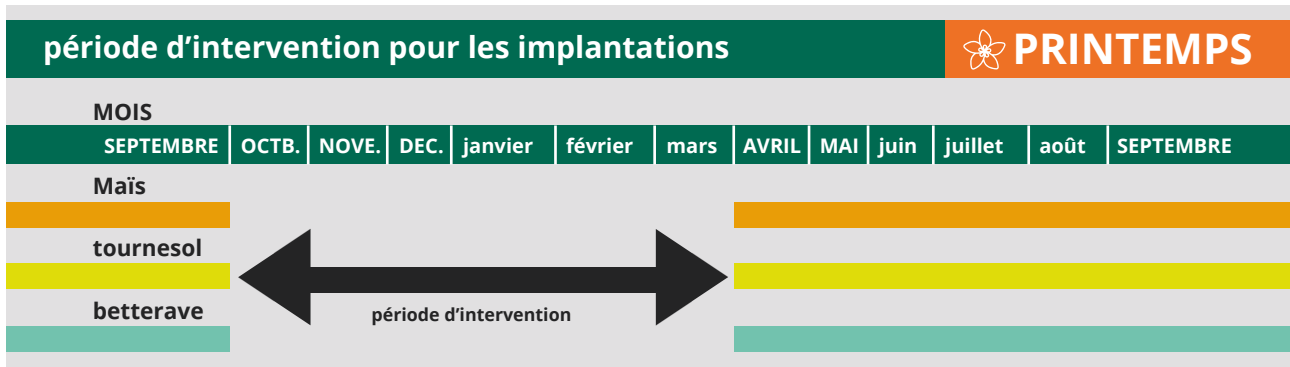 période d’intervention pour les implantations
PRINTEMPS
MOIS
SEPTEMBRE OCTB. NOVE. DEC. janvier février mars AVRIL MAI juin juillet août SEPTEMBRE
Maïs
tournesol
betterave
période d’intervention